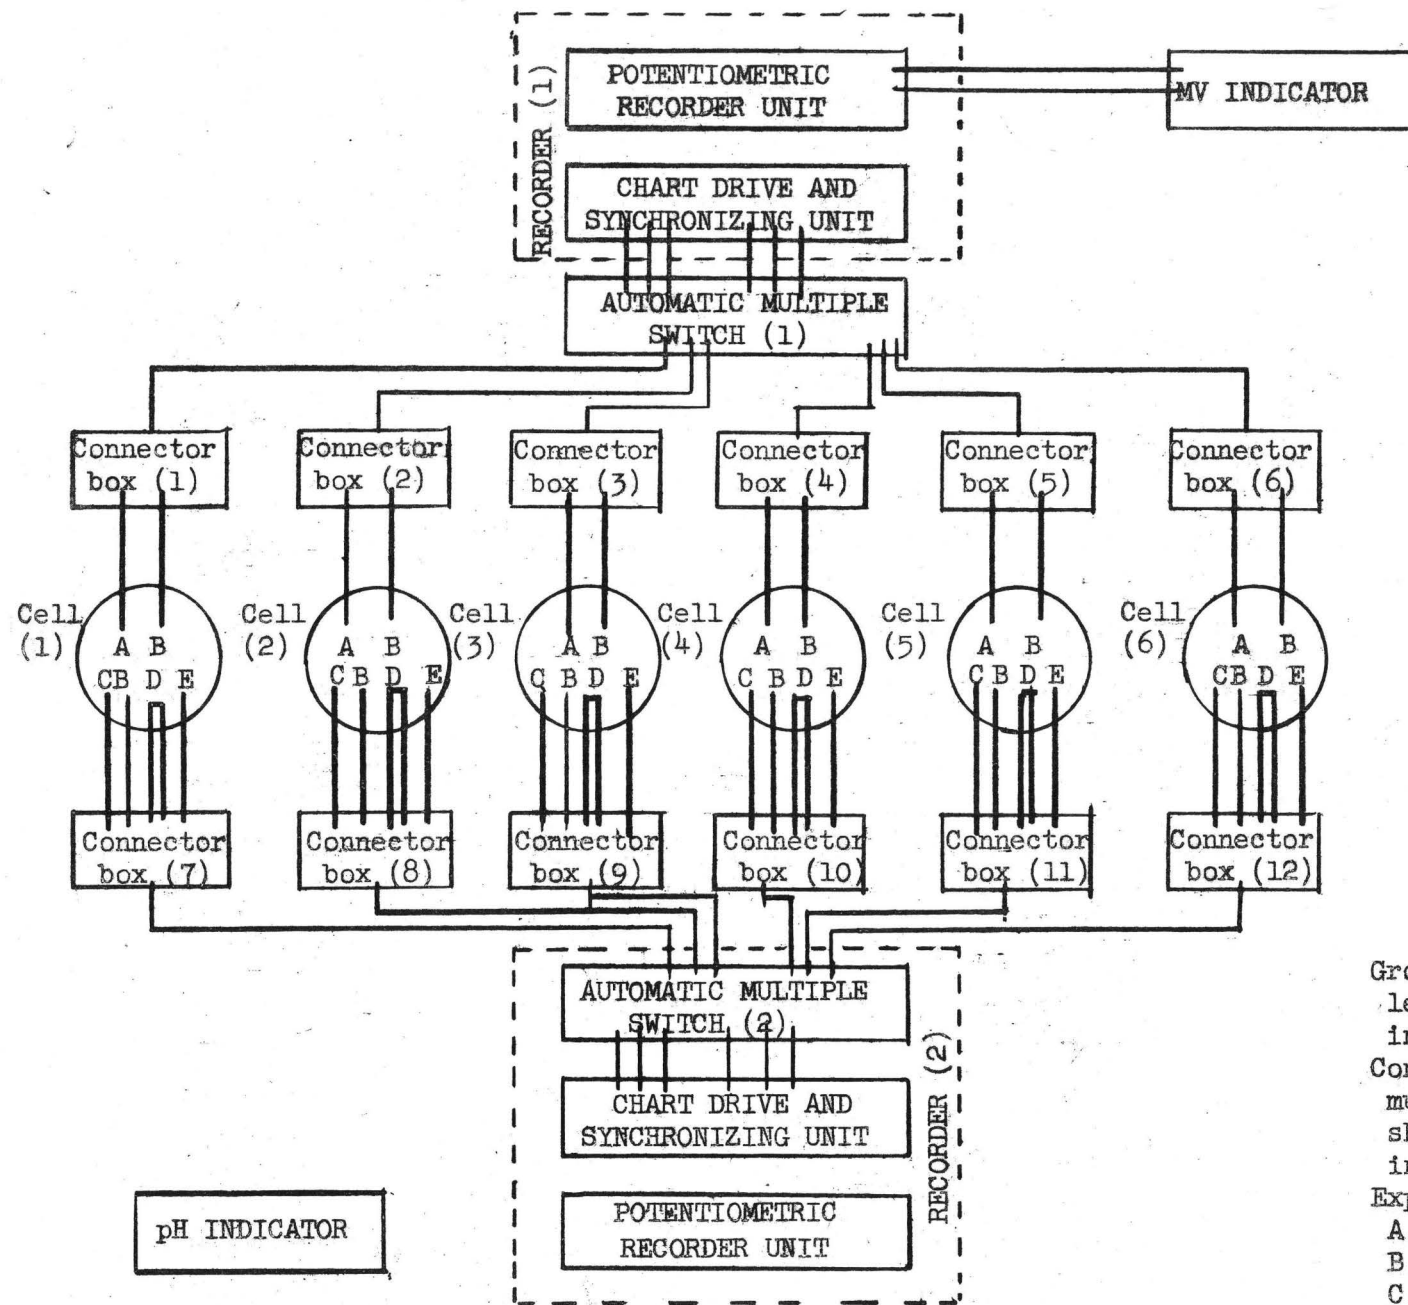 RECORDER (1)
POTENTIOMETRIC
RECORDER UNIT
MV INDICATOR
CHART DRIVE AND
SYNCHRONIZING UNIT
AUTOMATIC MULTIPLE
SWITCH (1)
Connector
box (1)
Connector
box (2)
Connector
box (3)
Connector
box (4)
Connector
box (5)
Connector
box (6)
Cell
(1)
A B
CB D E
Cell
(2)
A B
C B D E
Cell
(3)
A B
C B D E
Cell
(4)
A B
C B D E
Cell
(5)
A B
C B D E
Cell
(6)
A B
CB D E
Connector
box (7)
Connector
box (8)
Connector
box (9)
Connector
box (10)
Connector
box (11)
Connector
box (12)
AUTOMATIC MULTIPLE
SWITCH (2)
CHART DRIVE AND
SYNCHRONIZING UNIT
POTENTIOMETRIC
RECORDER UNIT
RECORDER (2)
pH INDICATOR
A
B
C